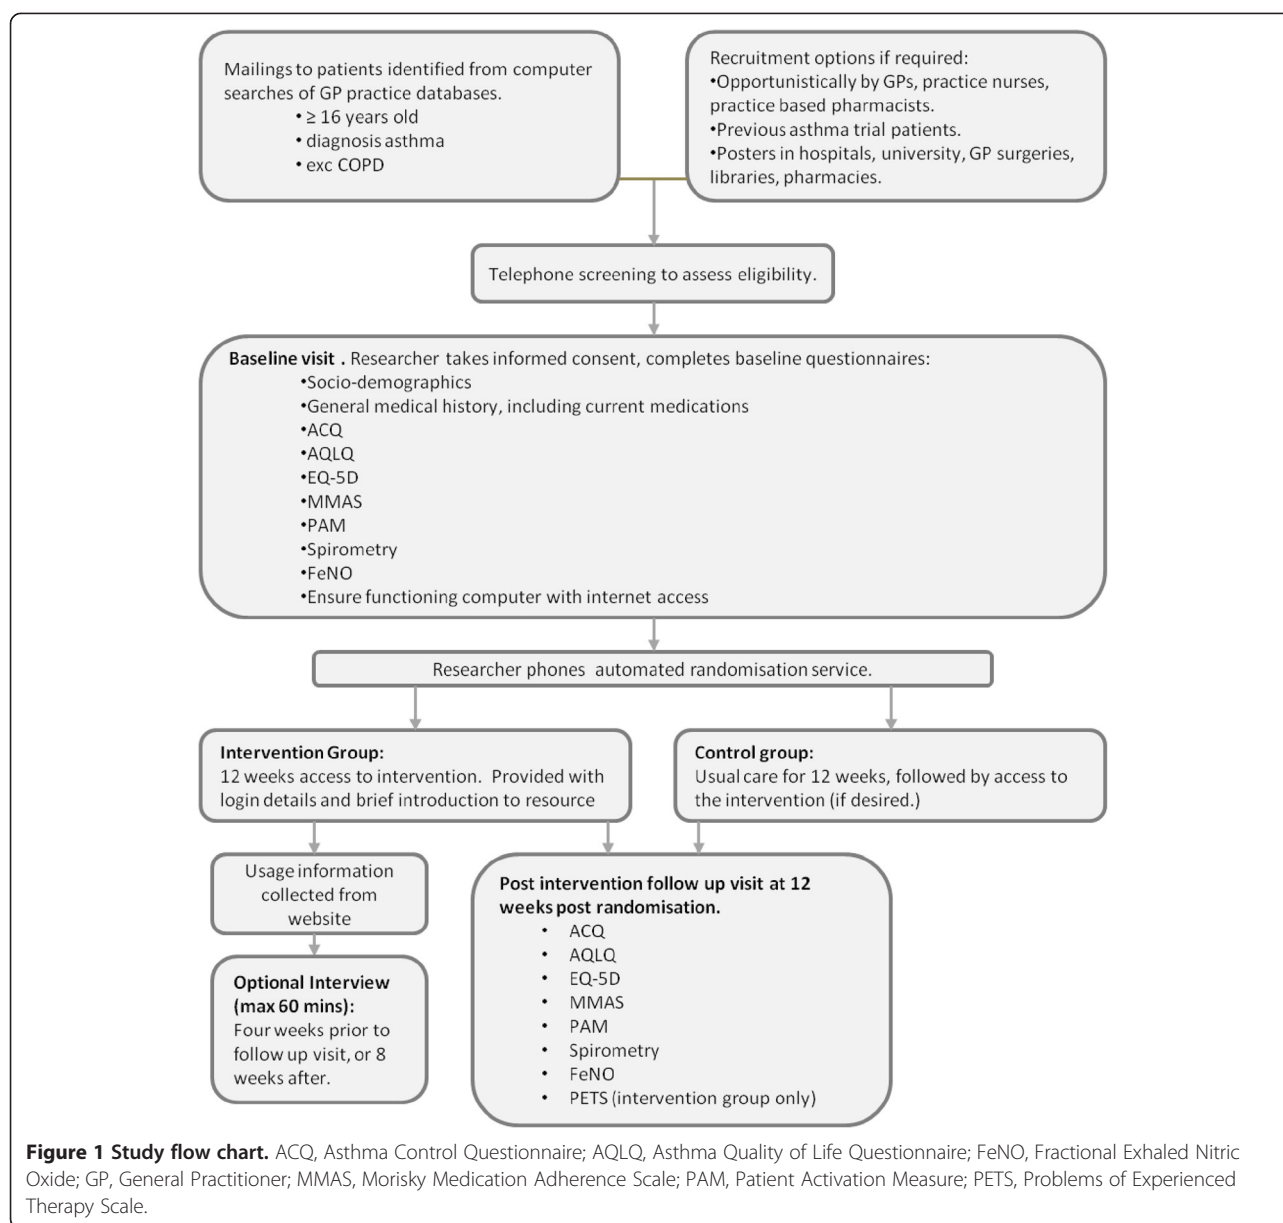 Mailings to patients identified from computer
searches of GP practice databases.
• ≥ 16 years old
• diagnosis asthma
• exc COPD
Recruitment options if required:
•Opportunistically by GPs, practice nurses,
practice based pharmacists.
•Previous asthma trial patients.
•Posters in hospitals, university, GP surgeries,
libraries, pharmacies.
Telephone screening to assess eligibility.
Baseline visit . Researcher takes informed consent, completes baseline questionnaires:
•Socio-demographics
•General medical history, including current medications
•ACQ
•AQLQ
•EQ-5D
•MMAS
•PAM
•Spirometry
•FeNO
•Ensure functioning computer with internet access
Researcher phones automated randomisation service.
Intervention Group:
12 weeks access to intervention. Provided with
login details and brief introduction to resource
Control group:
Usual care for 12 weeks, followed by access to
the intervention (if desired.)
Usage information
collected from
website
Optional Interview
(max 60 mins):
Four weeks prior to
follow up visit, or 8
weeks after.
Post intervention follow up visit at 12
weeks post randomisation.
• ACQ
• AQLQ
• EQ-5D
• MMAS
• PAM
• Spirometry
• FeNO
• PETS (intervention group only)
Figure 1 Study flow chart. ACQ, Asthma Control Questionnaire; AQLQ, Asthma Quality of Life Questionnaire; FeNO, Fractional Exhaled Nitric
Oxide; GP, General Practitioner; MMAS, Morisky Medication Adherence Scale; PAM, Patient Activation Measure; PETS, Problems of Experienced
Therapy Scale.